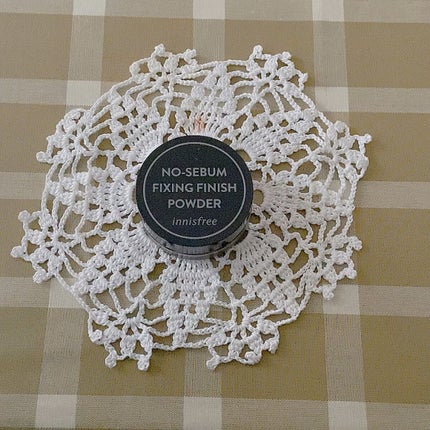 NO-SEBUM
FIXING FINISH
POWDER
innisfree